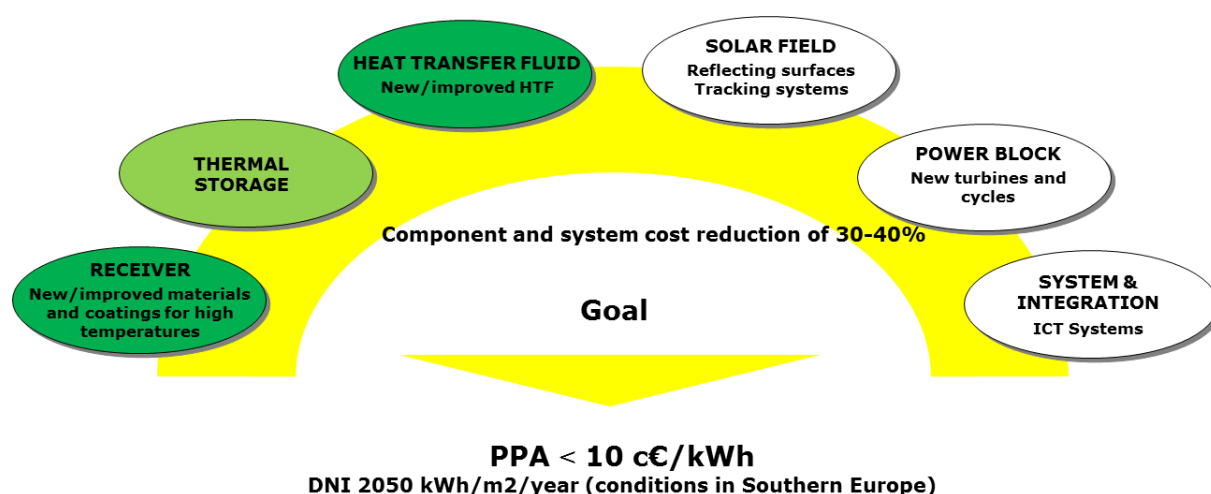 RECEIVER
New/improved materials
and coatings for high
temperatures
THERMAL
STORAGE
HEAT TRANSFER FLUID
New/improved HTF
SOLAR FIELD
Reflecting surfaces
Tracking systems
POWER BLOCK
New turbines and
cycles
SYSTEM &
INTEGRATION
ICT Systems
Component and system cost reduction of 30-40%
Goal
PPA < 10 c€/kWh
DNI 2050 kWh/m2/year (conditions in Southern Europe)